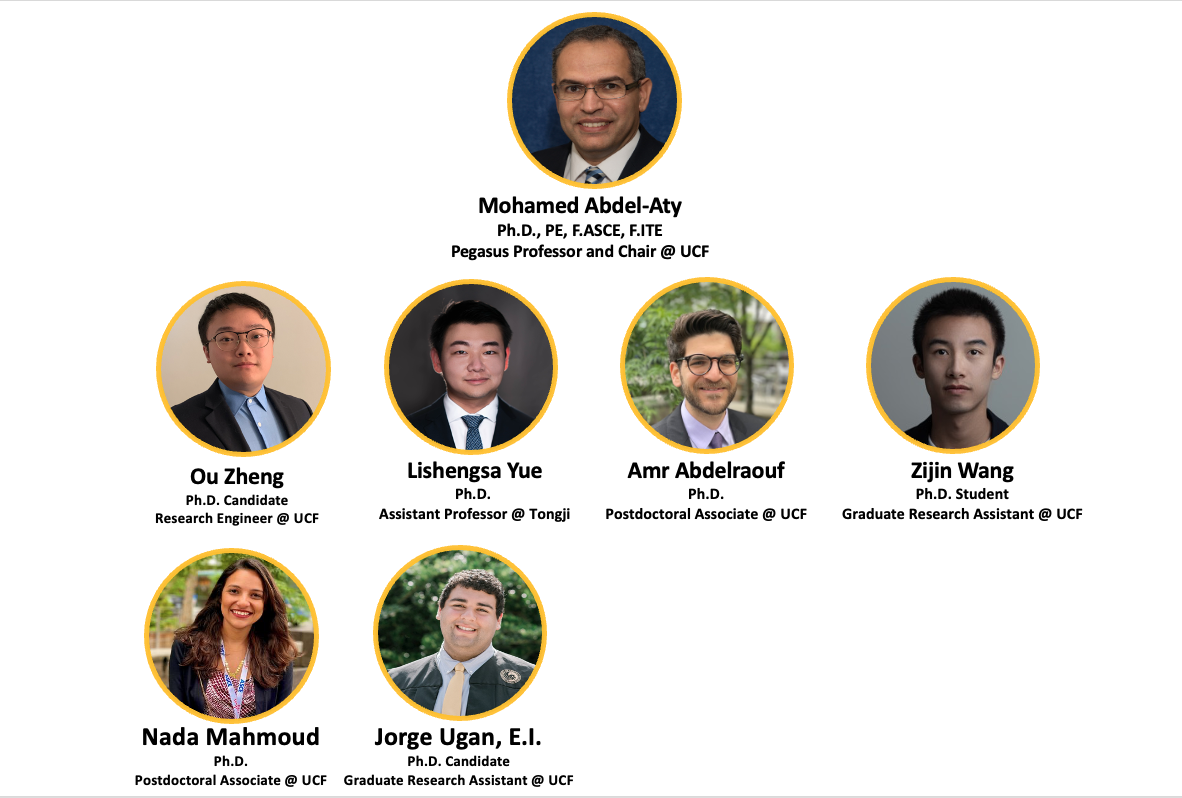 Mohamed Abdel-Aty
Ph.D., PE, F.ASCE, F.ITE
Pegasus Professor and Chair @ UCF
Ou Zheng
Ph.D. Candidate
Research Engineer @ UCF
Lishengsa Yue
Ph.D.
Assistant Professor @ Tongji
Amr Abdelraouf
Ph.D.
Postdoctoral Associate @ UCF
Zijin Wang
Ph.D. Student
Graduate Research Assistant @ UCF
Nada Mahmoud
Ph.D.
Postdoctoral Associate @ UCF
Jorge Ugan, E.I.
Ph.D. Candidate
Graduate Research Assistant @ UCF